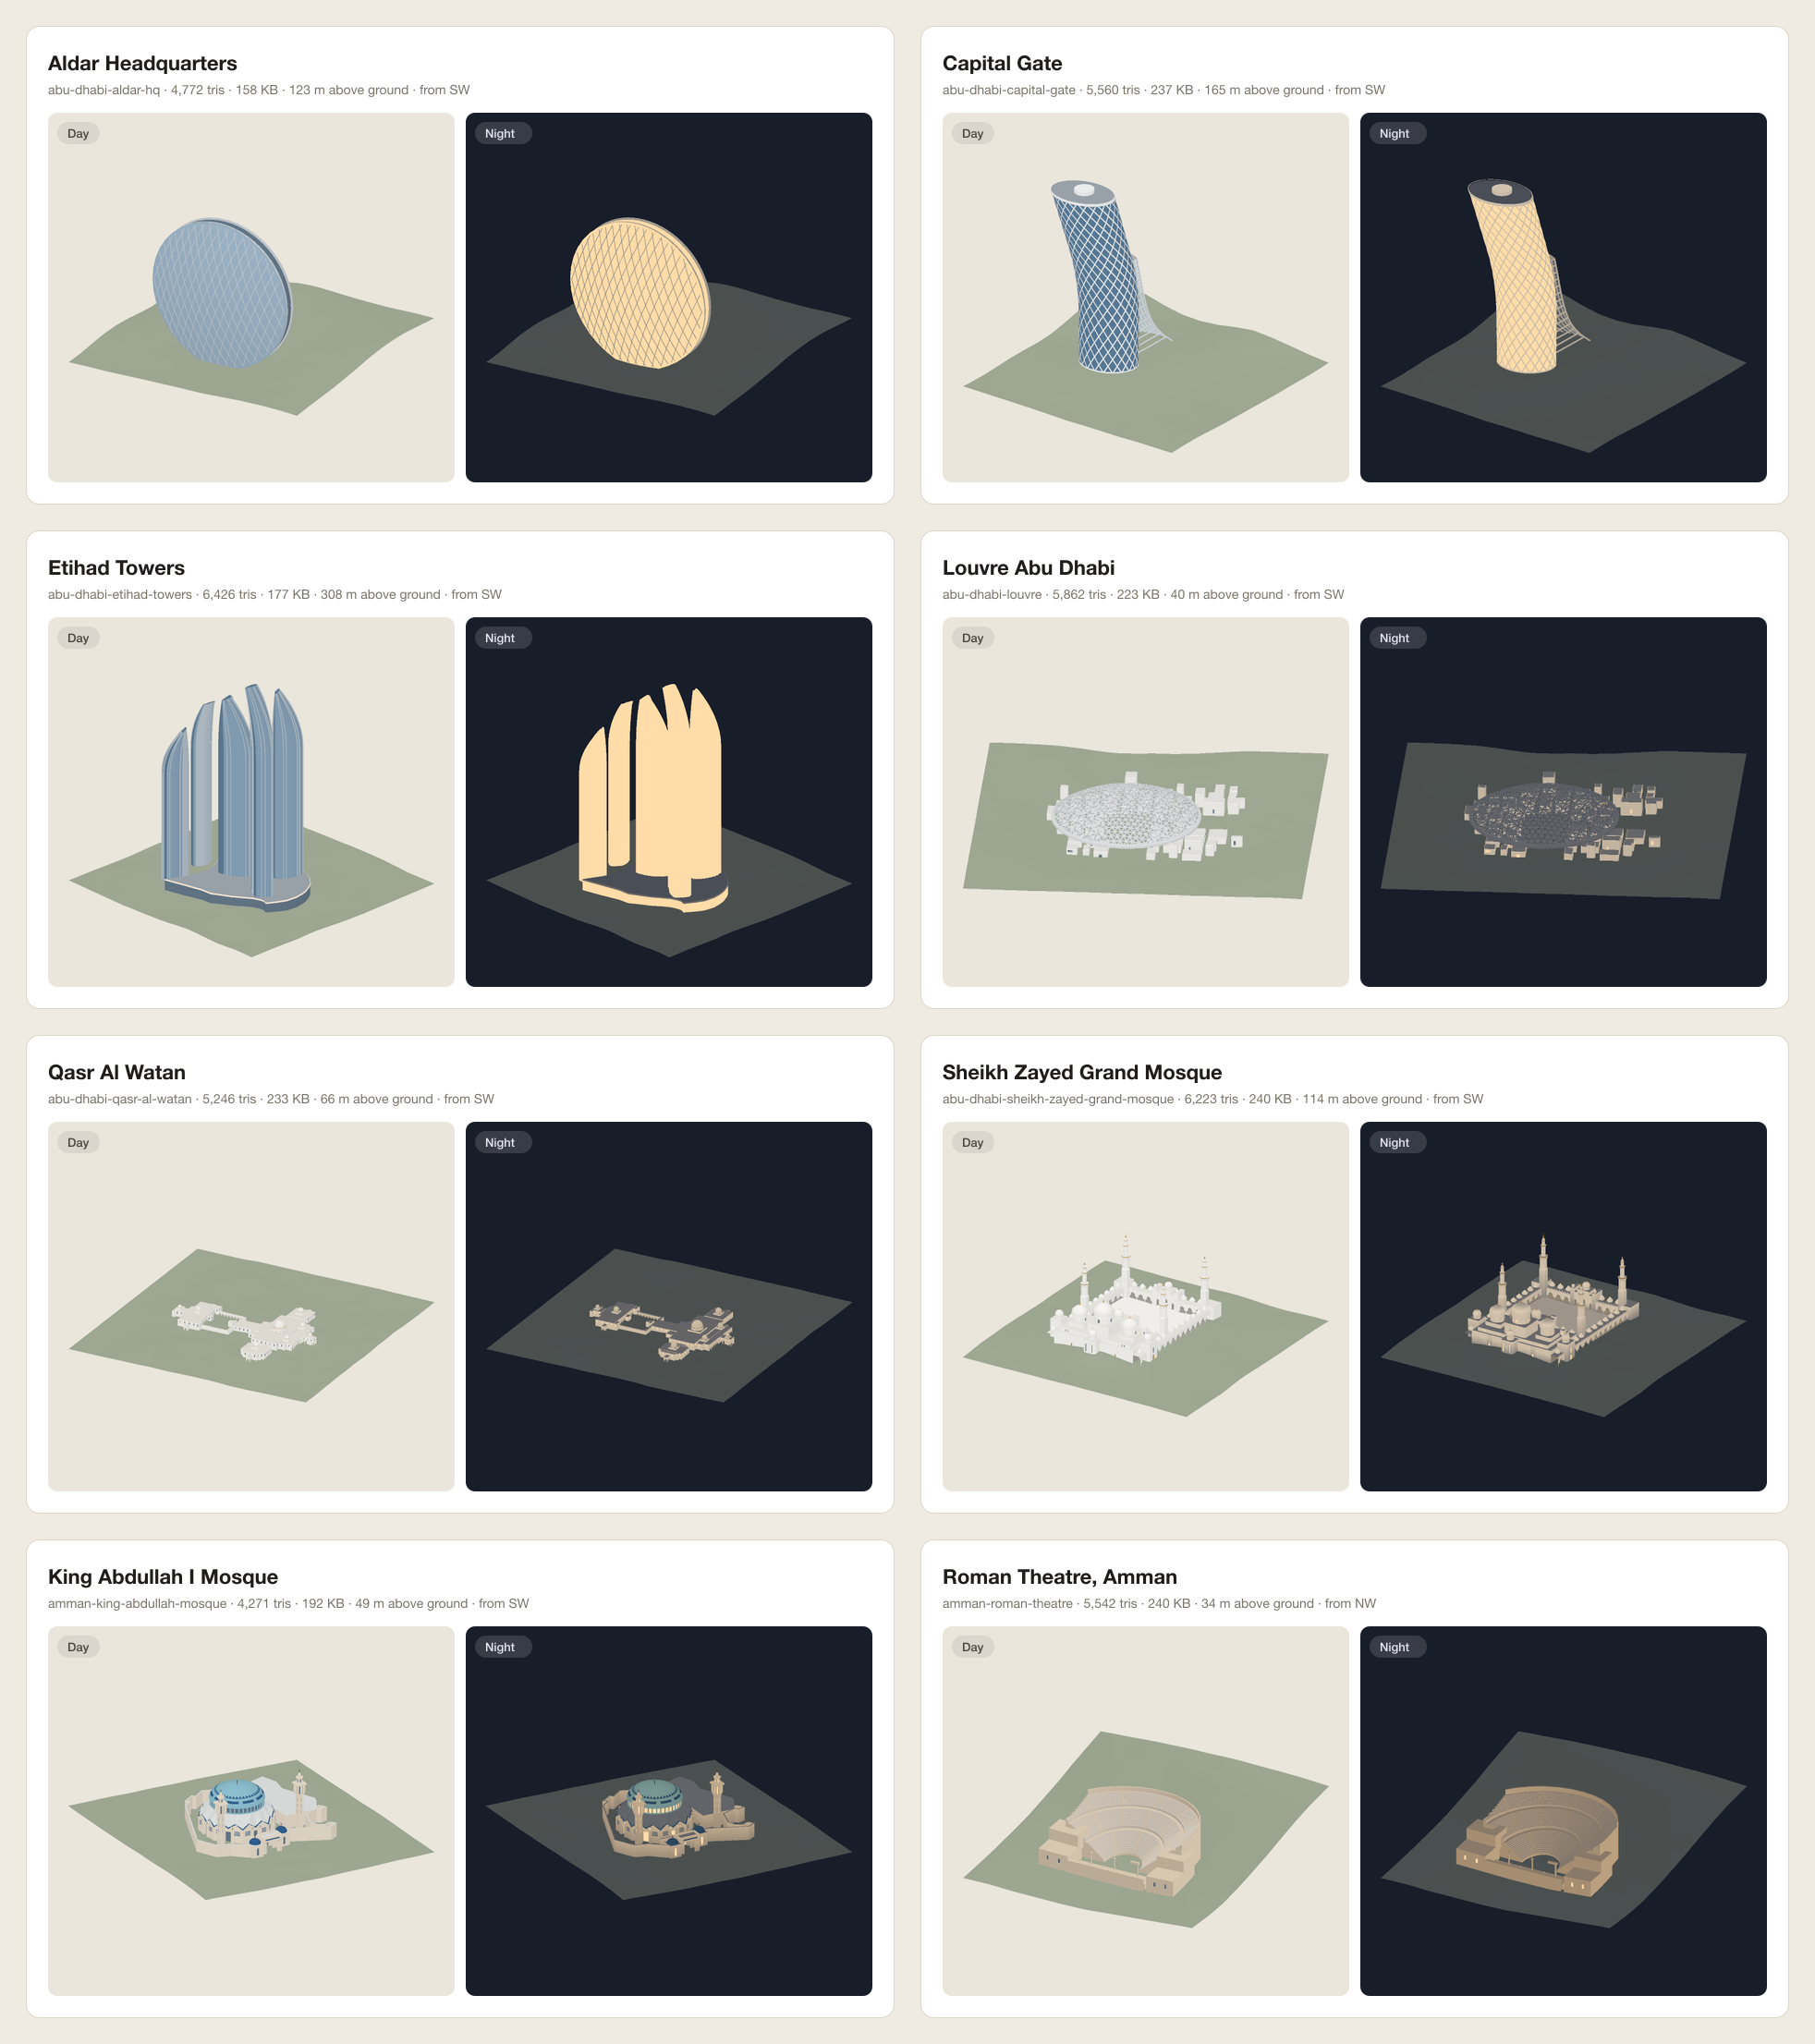 Aldar Headquarters
abu-dhabi-aldar-hq · 4,772 tris · 158 KB · 123 m above ground · from SW
Day
Night
Capital Gate
abu-dhabi-capital-gate · 5,560 tris · 237 KB · 165 m above ground · from SW
Day
Night
Etihad Towers
abu-dhabi-etihad-towers · 6,426 tris · 177 KB · 308 m above ground · from SW
Day
Night
Louvre Abu Dhabi
abu-dhabi-louvre · 5,862 tris · 223 KB · 40 m above ground · from SW
Day
Night
Qasr Al Watan
abu-dhabi-qasr-al-watan · 5,246 tris · 233 KB · 66 m above ground · from SW
Day
Night
Sheikh Zayed Grand Mosque
abu-dhabi-sheikh-zayed-grand-mosque · 6,223 tris · 240 KB · 114 m above ground · from SW
Day
Night
King Abdullah I Mosque
amman-king-abdullah-mosque · 4,271 tris · 192 KB · 49 m above ground · from SW
Day
Night
Roman Theatre, Amman
amman-roman-theatre · 5,542 tris · 240 KB · 34 m above ground · from NW
Day
Night